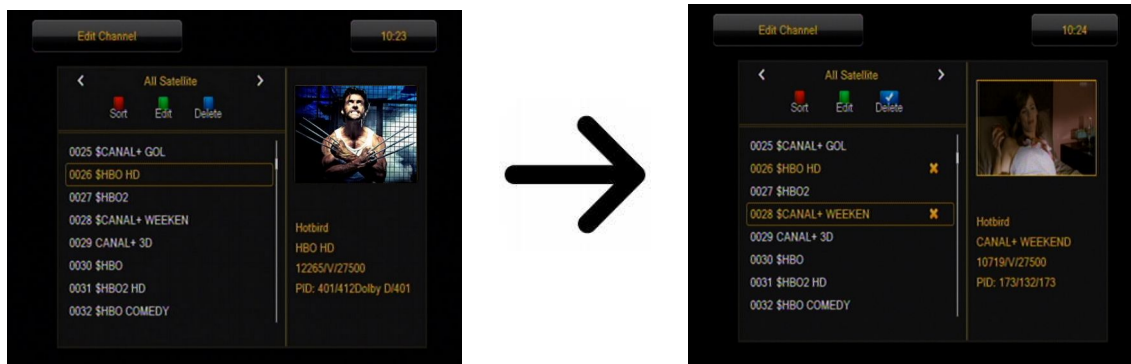 Edit Channel
10:23
All Satellite
Sort Edit Delete
0025 $CANAL+ GOL
0026 $HBO HD
0027 $HBO2
0028 $CANAL+ WEEKEN
0029 CANAL+ 3D
0030 $HBO
0031 $HBO2 HD
0032 $HBO COMEDY
Hotbird
HBO HD
12265/V/27500
PID: 401/412Dolby D/401
Edit Channel
10:24
All Satellite
Sort Edit Delete
0025 $CANAL+ GOL
0026 $HBO HD
0027 $HBO2
0028 $CANAL+ WEEKEN
0029 CANAL+ 3D
0030 $HBO
0031 $HBO2 HD
0032 $HBO COMEDY
Hotbird
CANAL+ WEEKEND
10719/V/27500
PID: 173/132/173